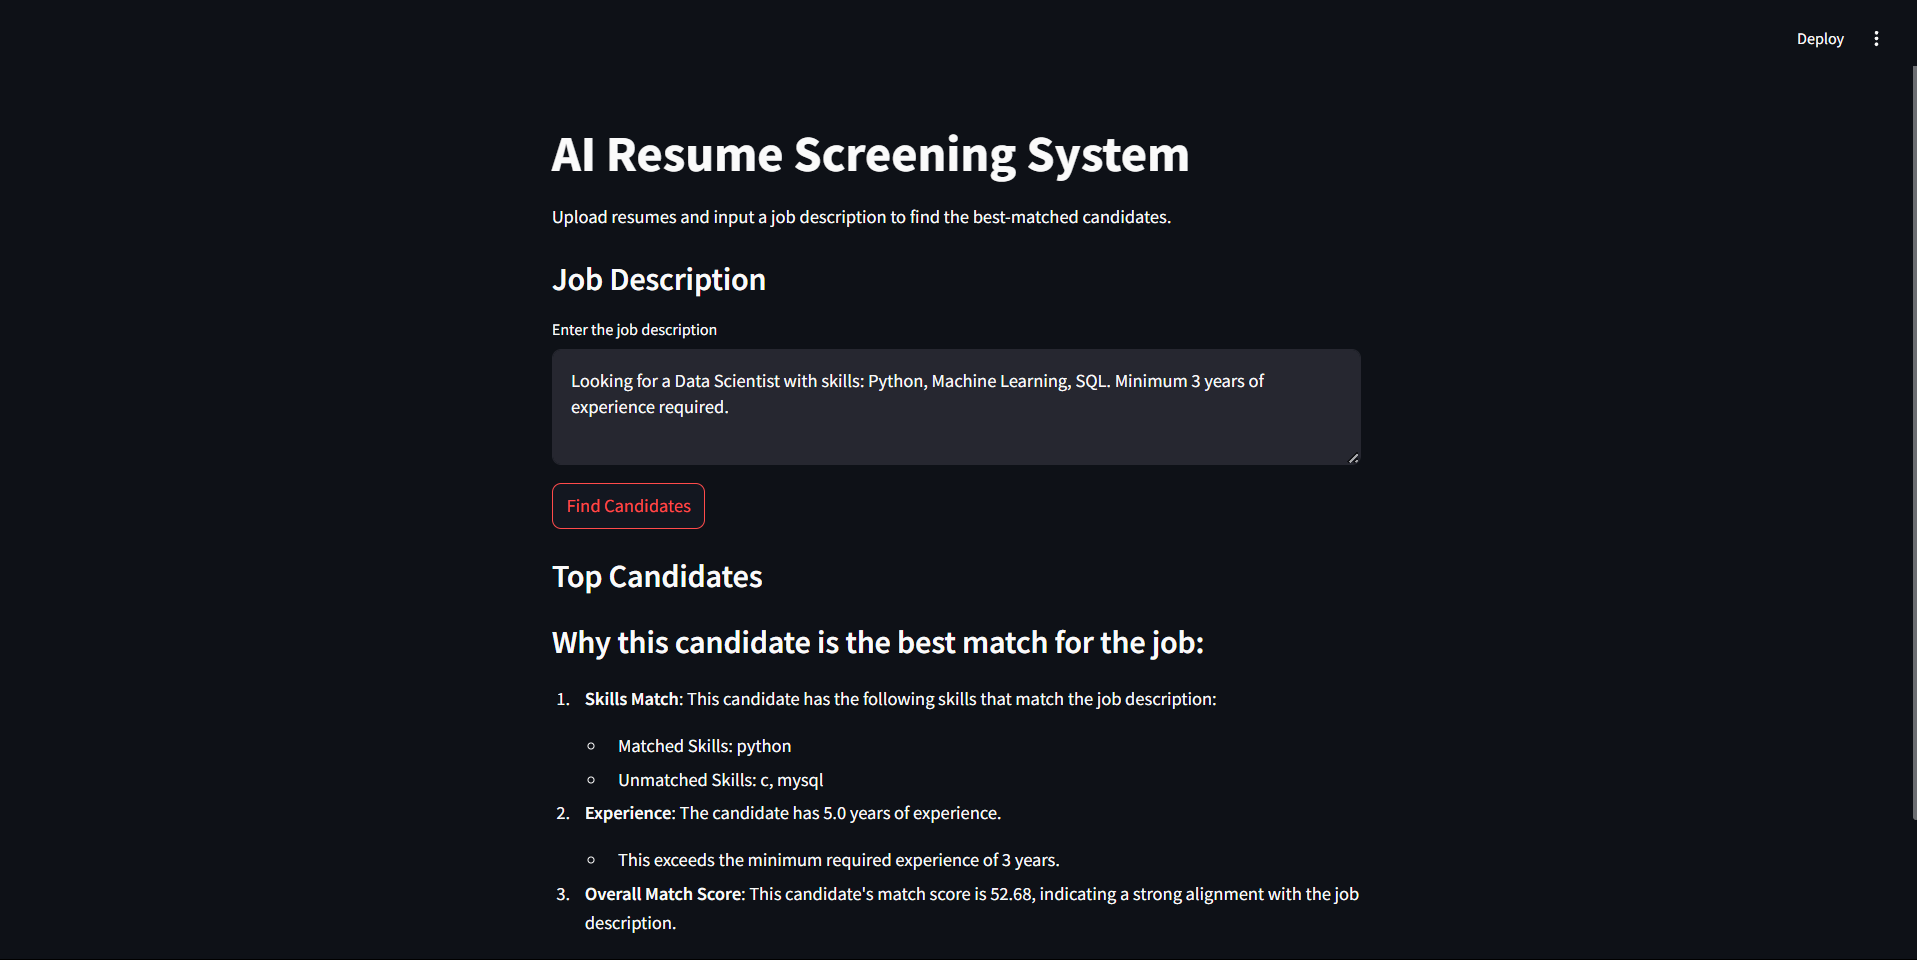 Deploy
AI Resume Screening System
Upload resumes and input a job description to find the best-matched candidates.
Job Description
Enter the job description
Looking for a Data Scientist with skills: Python, Machine Learning, SQL. Minimum 3 years of
experience required.
Find Candidates
Top Candidates
Why this candidate is the best match for the job:
1. Skills Match: This candidate has the following skills that match the job description:
Matched Skills: python
Unmatched Skills: c, mysql
2. Experience: The candidate has 5.0 years of experience.
This exceeds the minimum required experience of 3 years.
3. Overall Match Score: This candidate's match score is 52.68, indicating a strong alignment with the job
description.